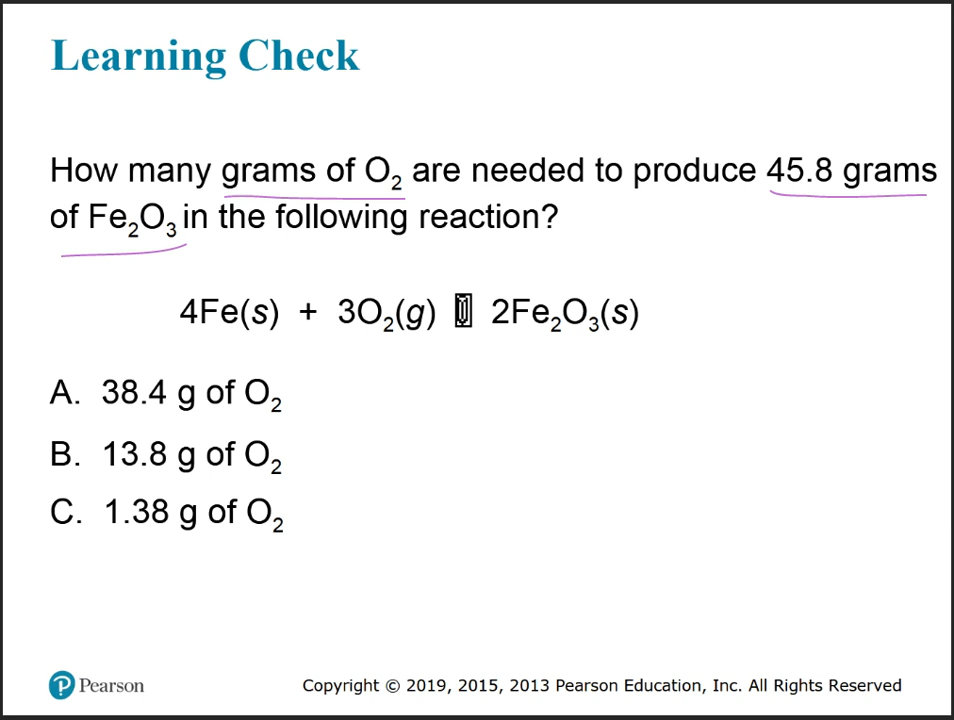 Learning Check
How many grams of O₂ are needed to produce 45.8 grams
of Fe₂O₃ in the following reaction?
4Fe(s) + 3O₂(g) 2Fe₂O₃(s)
A. 38.4 g of O₂
B. 13.8 g of O₂
C. 1.38 g of O₂
P Pearson
Copyright © 2019, 2015, 2013 Pearson Education, Inc. All Rights Reserved